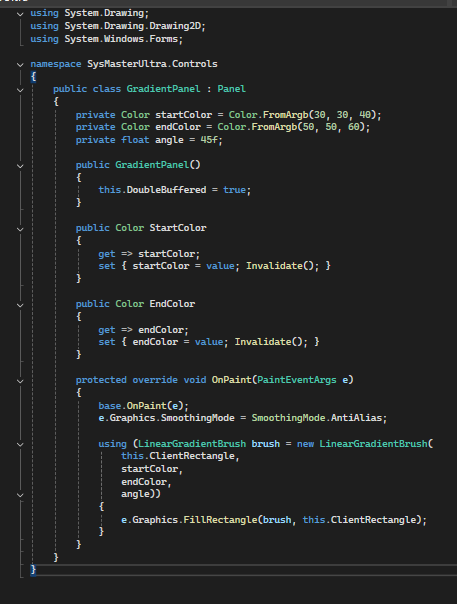 using System.Drawing;
using System.Drawing.Drawing2D;
using System.Windows.Forms;

namespace SysMasterUltra.Controls
{
    public class GradientPanel : Panel
    {
        private Color startColor = Color.FromArgb(30, 30, 40);
        private Color endColor = Color.FromArgb(50, 50, 60);
        private float angle = 45f;

        public GradientPanel()
        {
            this.DoubleBuffered = true;
        }

        public Color StartColor
        {
            get => startColor;
            set { startColor = value; Invalidate(); }
        }

        public Color EndColor
        {
            get => endColor;
            set { endColor = value; Invalidate(); }
        }

        protected override void OnPaint(PaintEventArgs e)
        {
            base.OnPaint(e);
            e.Graphics.SmoothingMode = SmoothingMode.AntiAlias;

            using (LinearGradientBrush brush = new LinearGradientBrush(
                this.ClientRectangle,
                startColor,
                endColor,
                angle))
            {
                e.Graphics.FillRectangle(brush, this.ClientRectangle);
            }
        }
    }
}